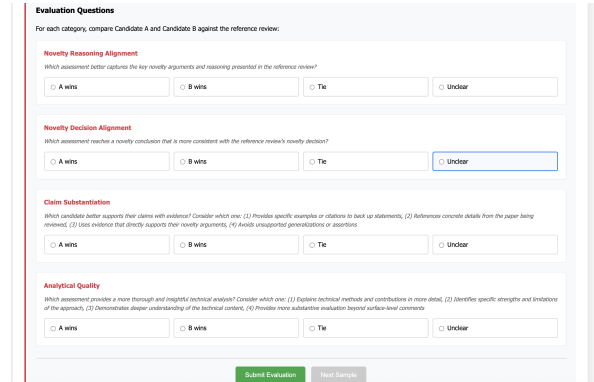 Evaluation Questions
For each category, compare Candidate A and Candidate B against the reference review:
Novelty Reasoning Alignment
Which assessment better captures the key novelty arguments and reasoning presented in the reference review?
A wins B wins Tie Unclear
Novelty Decision Alignment
Which assessment reaches a novelty conclusion that is more consistent with the reference review's novelty decision?
A wins B wins Tie Unclear
Claim Substantiation
Which candidate better supports their claims with evidence? Consider which one: (1) Provides specific examples or citations to back up statements, (2) References concrete details from the paper being
reviewed, (3) Uses evidence that directly supports their novelty arguments, (4) Avoids unsupported generalizations or assertions
A wins B wins Tie Unclear
Analytical Quality
Which assessment provides a more thorough and insightful technical analysis? Consider which one: (1) Explains technical methods and contributions in more detail, (2) Identifies specific strengths and limitations
of the approach, (3) Demonstrates deeper understanding of the technical content, (4) Provides more substantive evaluation beyond surface-level comments
A wins B wins Tie Unclear
Submit Evaluation Next Sample